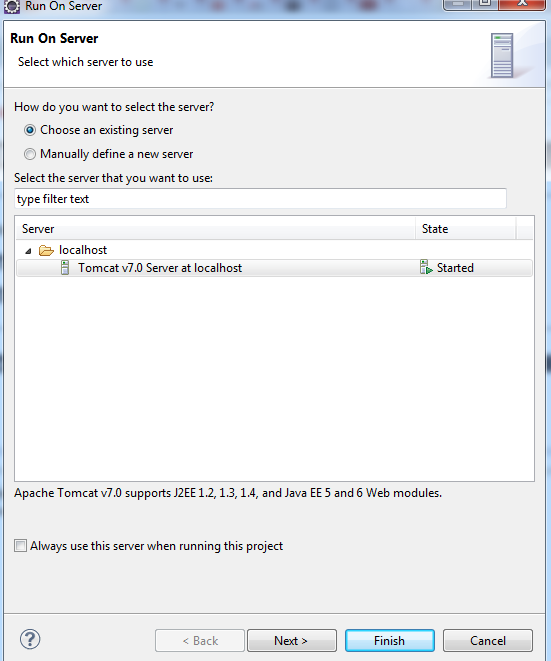 Run On Server
Run On Server
Select which server to use
How do you want to select the server?
Choose an existing server
Manually define a new server
Select the server that you want to use:
type filter text
Server State
localhost
Tomcat v7.0 Server at localhost Started
Apache Tomcat v7.0 supports J2EE 1.2, 1.3, 1.4, and Java EE 5 and 6 Web modules.
Always use this server when running this project
? < Back Next > Finish Cancel